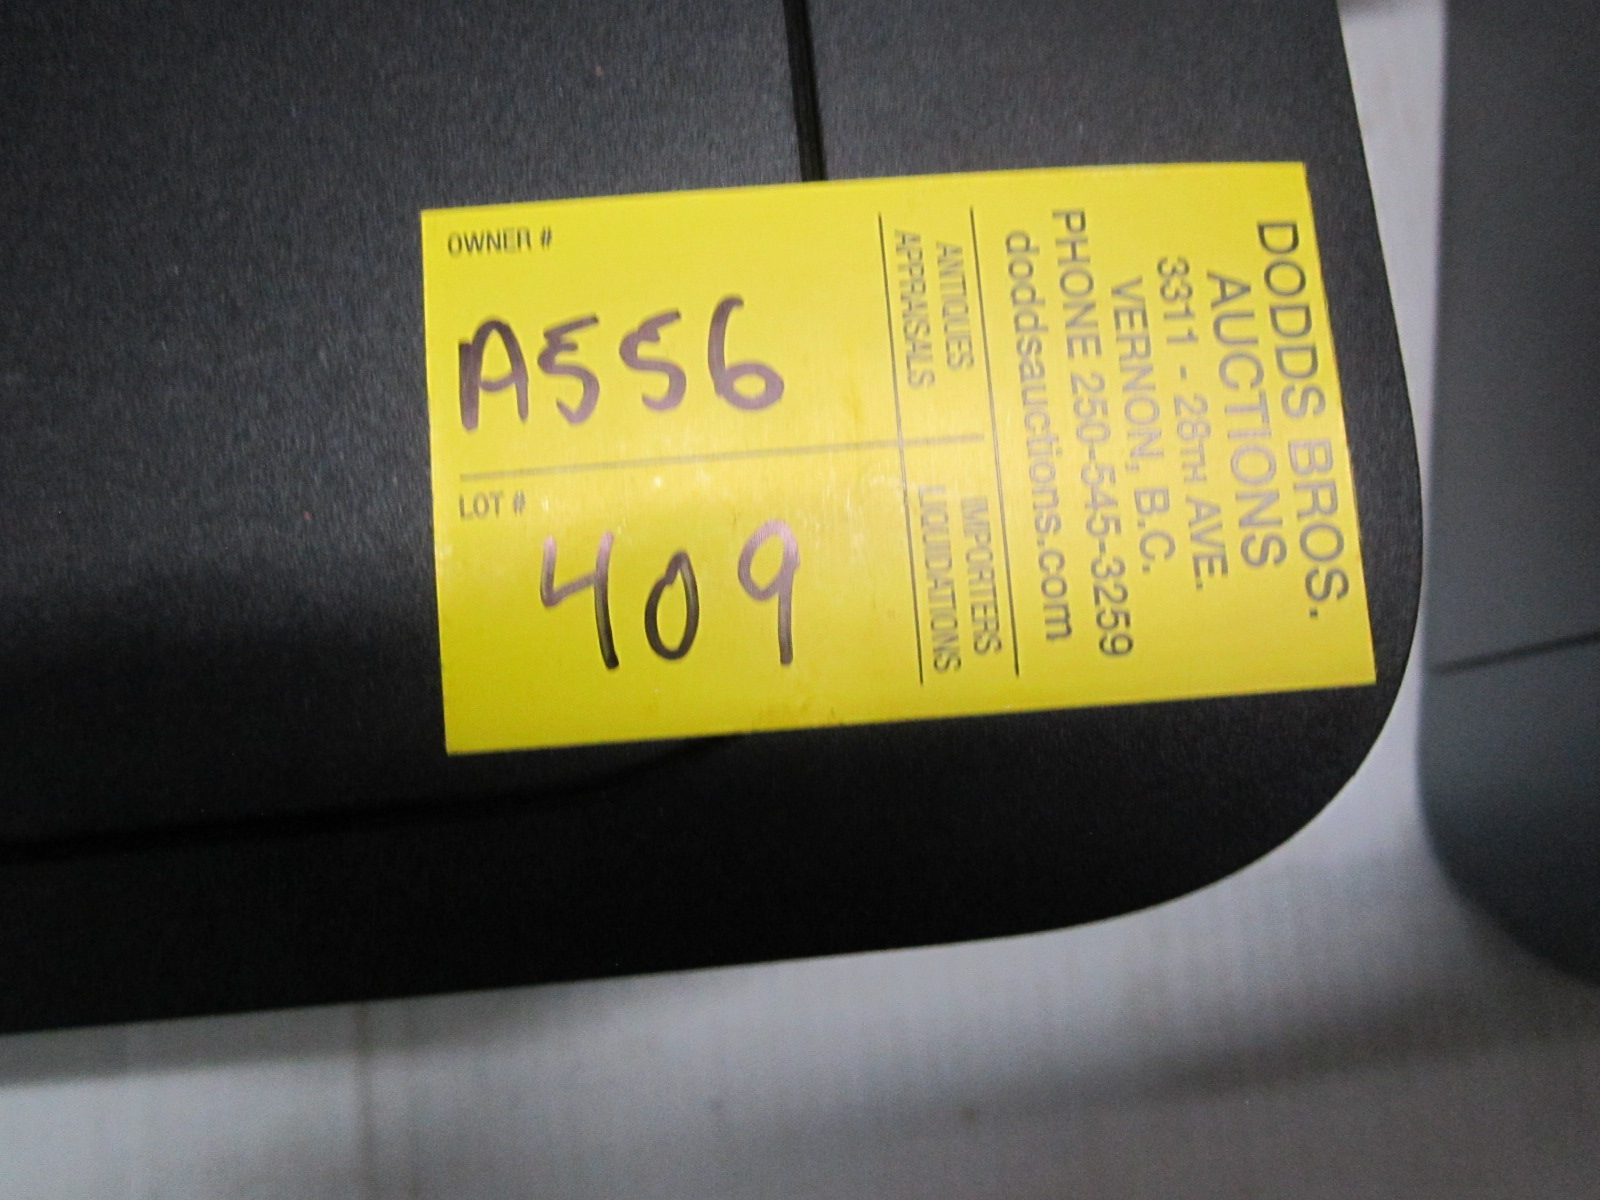 DODDS BROS.
AUCTIONS
3311 - 28TH AVE.
VERNON, B.C.
PHONE 250-545-3259
doddsauctions.com
ANTIQUES IMPORTERS
APPRAISALS LIQUIDATIONS
OWNER #
A556
LOT #
409